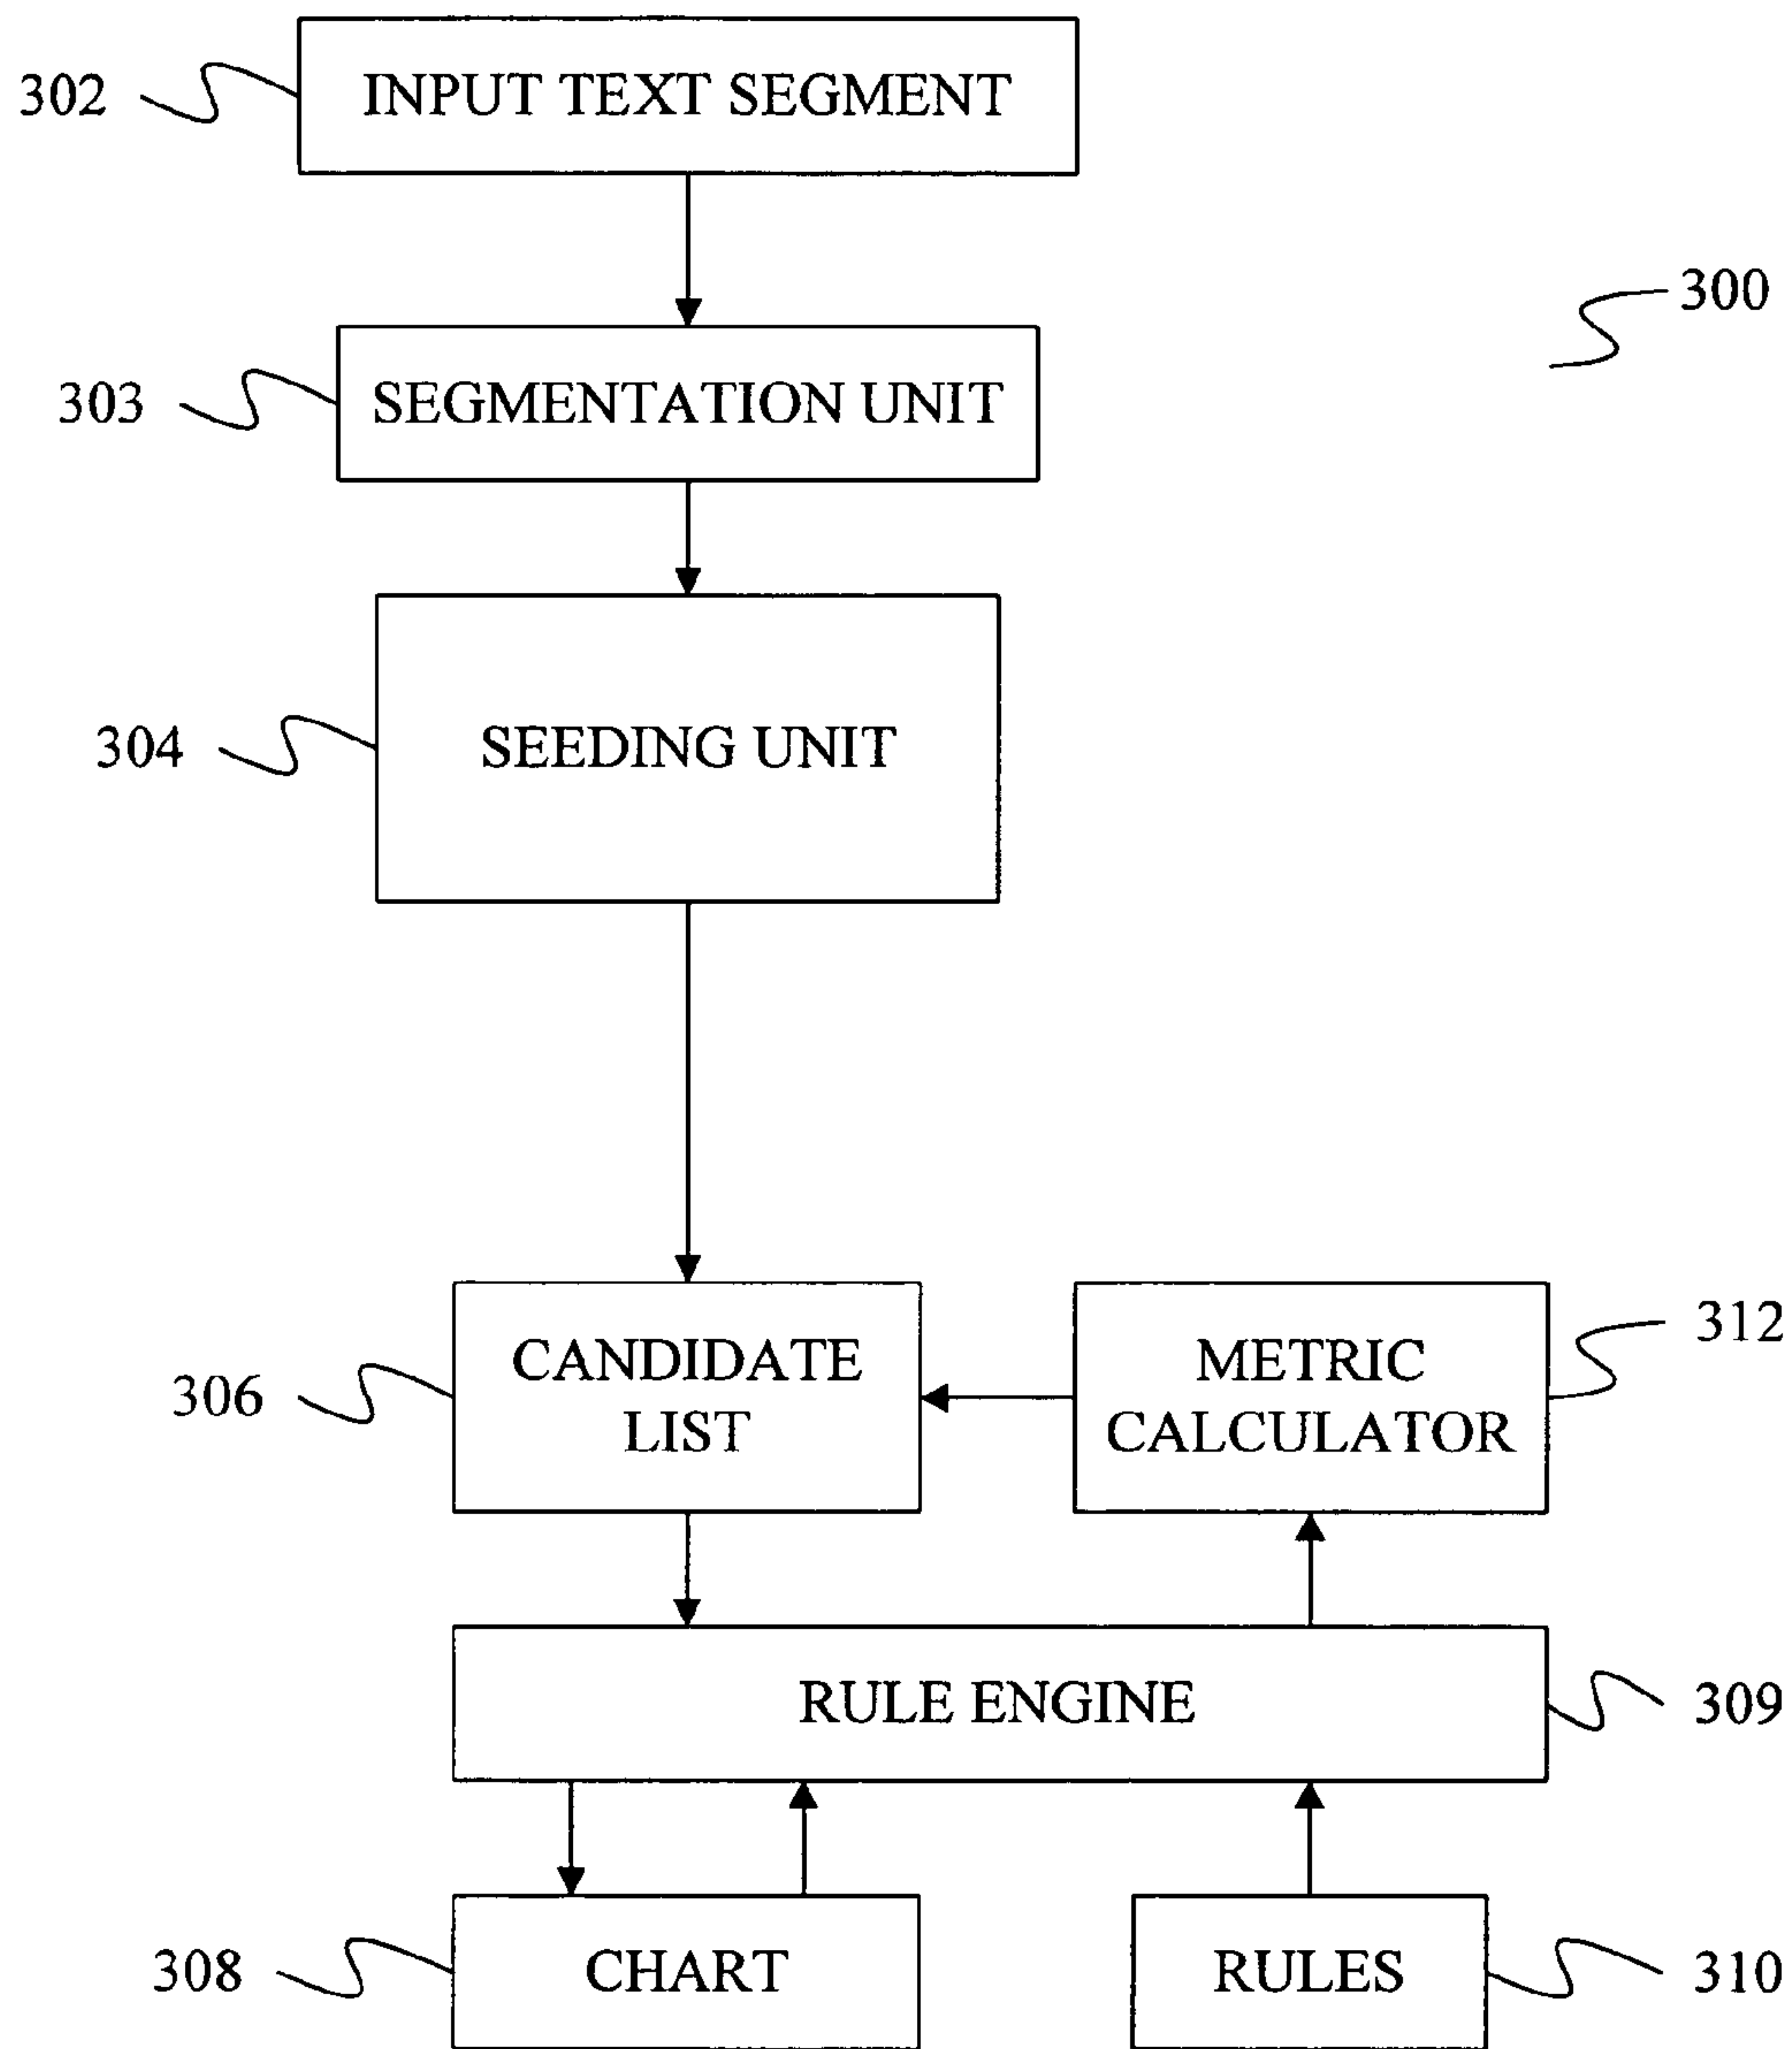 302
INPUT TEXT SEGMENT
300
303
SEGMENTATION UNIT
304
SEEDING UNIT
306
CANDIDATE
LIST
METRIC
CALCULATOR
312
RULE ENGINE
309
308
CHART
RULES
310